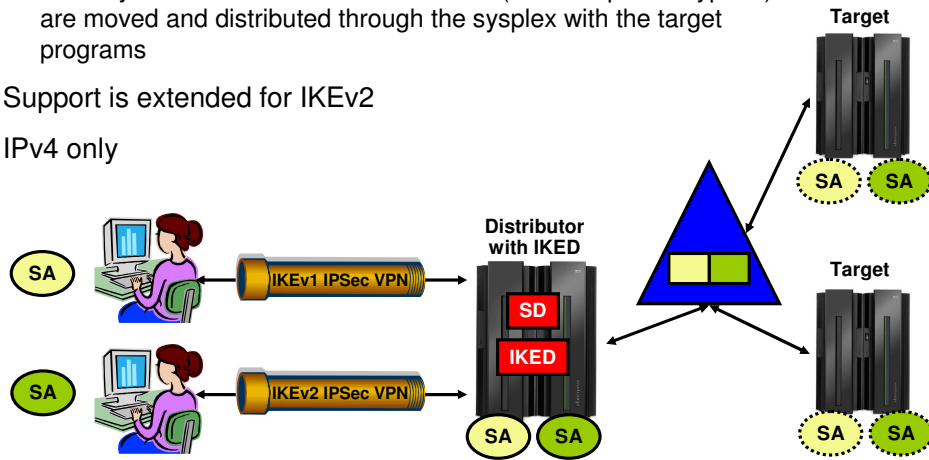 are moved and distributed through the sysplex with the target
programs
Support is extended for IKEv2
IPv4 only
Target
SA SA
Distributor
with IKED
SA
IKEv1 IPSec VPN
SD
IKED
Target
SA
IKEv2 IPSec VPN
SA SA
SA SA